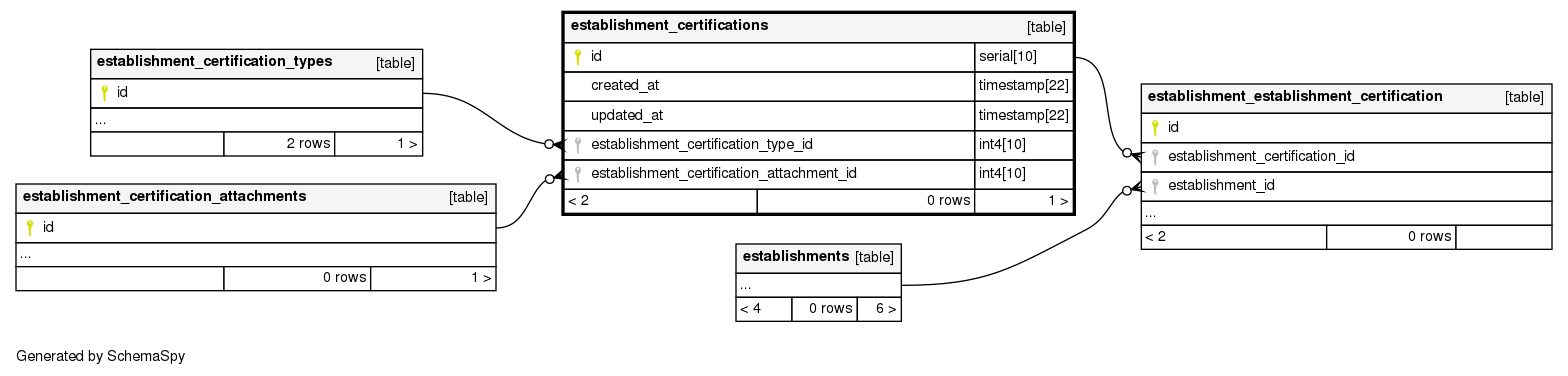 establishment_certification_types [table]
id
...
2 rows 1 >
establishment_certification_attachments [table]
id
...
0 rows 1 >
establishment_certifications [table]
id serial[10]
created_at timestamp[22]
updated_at timestamp[22]
establishment_certification_type_id int4[10]
establishment_certification_attachment_id int4[10]
< 2 0 rows 1 >
establishments [table]
...
< 4 0 rows 6 >
establishment_establishment_certification [table]
id
establishment_certification_id
establishment_id
...
< 2 0 rows
Generated by SchemaSpy